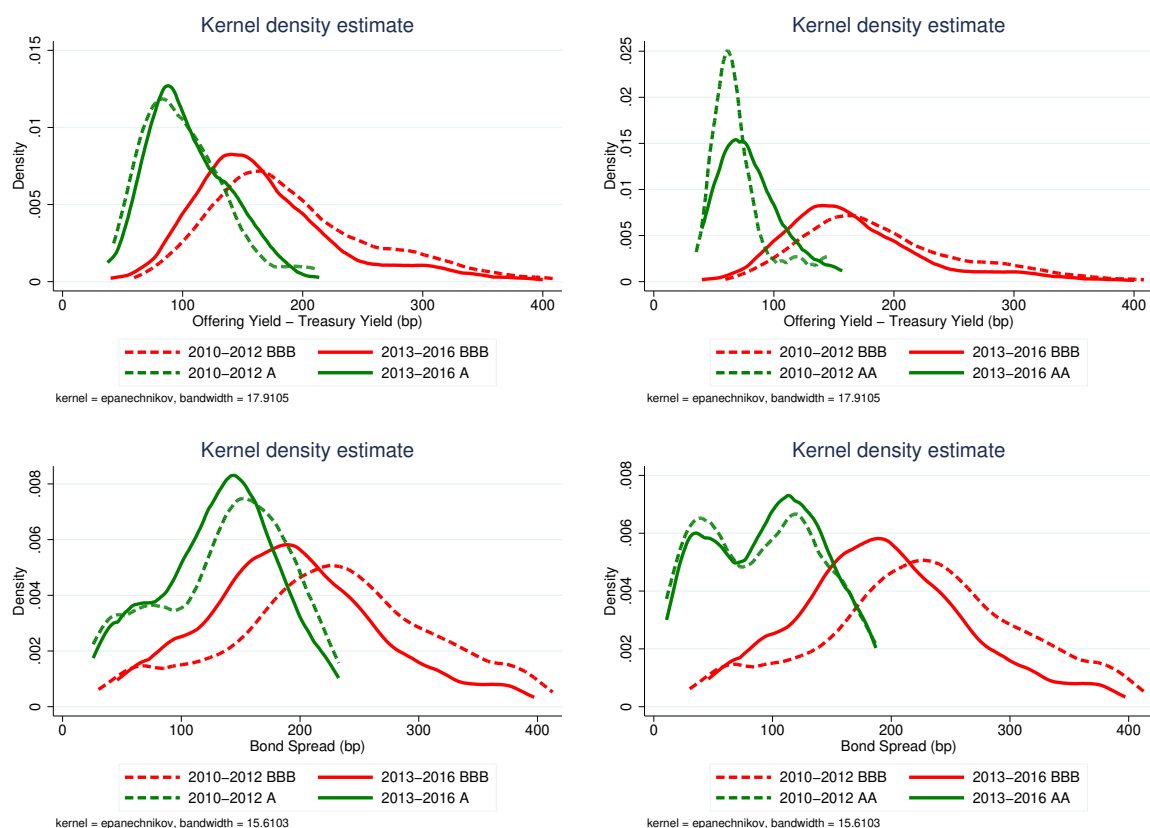 Kernel density estimate
.015
.01
.005
0
Density
0 100 200 300 400
Offering Yield − Treasury Yield (bp)
2010−2012 BBB 2013−2016 BBB
2010−2012 A 2013−2016 A
kernel = epanechnikov, bandwidth = 17.9105
Kernel density estimate
.025
.02
.015
.01
.005
0
Density
0 100 200 300 400
Offering Yield − Treasury Yield (bp)
2010−2012 BBB 2013−2016 BBB
2010−2012 AA 2013−2016 AA
kernel = epanechnikov, bandwidth = 17.9105
Kernel density estimate
.008
.006
.004
.002
0
Density
0 100 200 300 400
Bond Spread (bp)
2010−2012 BBB 2013−2016 BBB
2010−2012 A 2013−2016 A
kernel = epanechnikov, bandwidth = 15.6103
Kernel density estimate
.008
.006
.004
.002
0
Density
0 100 200 300 400
Bond Spread (bp)
2010−2012 BBB 2013−2016 BBB
2010−2012 AA 2013−2016 AA
kernel = epanechnikov, bandwidth = 15.6103